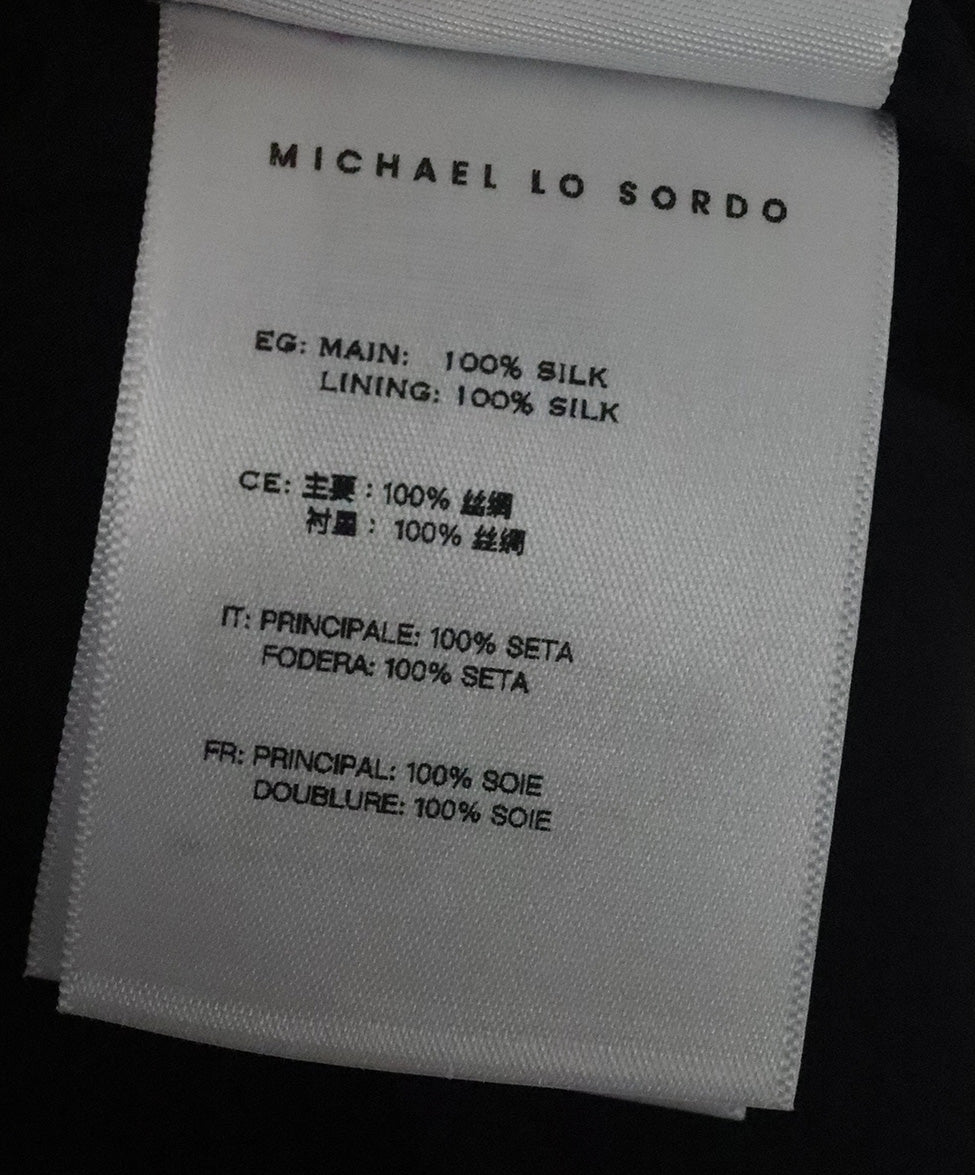 MICHAEL LO SORDO
EG: MAIN: 100% SILK
LINING: 100% SILK
CE: 主要：100% 丝绸
衬里：100% 丝绸
IT: PRINCIPALE: 100% SETA
FODERA: 100% SETA
FR: PRINCIPAL: 100% SOIE
DOUBLURE: 100% SOIE